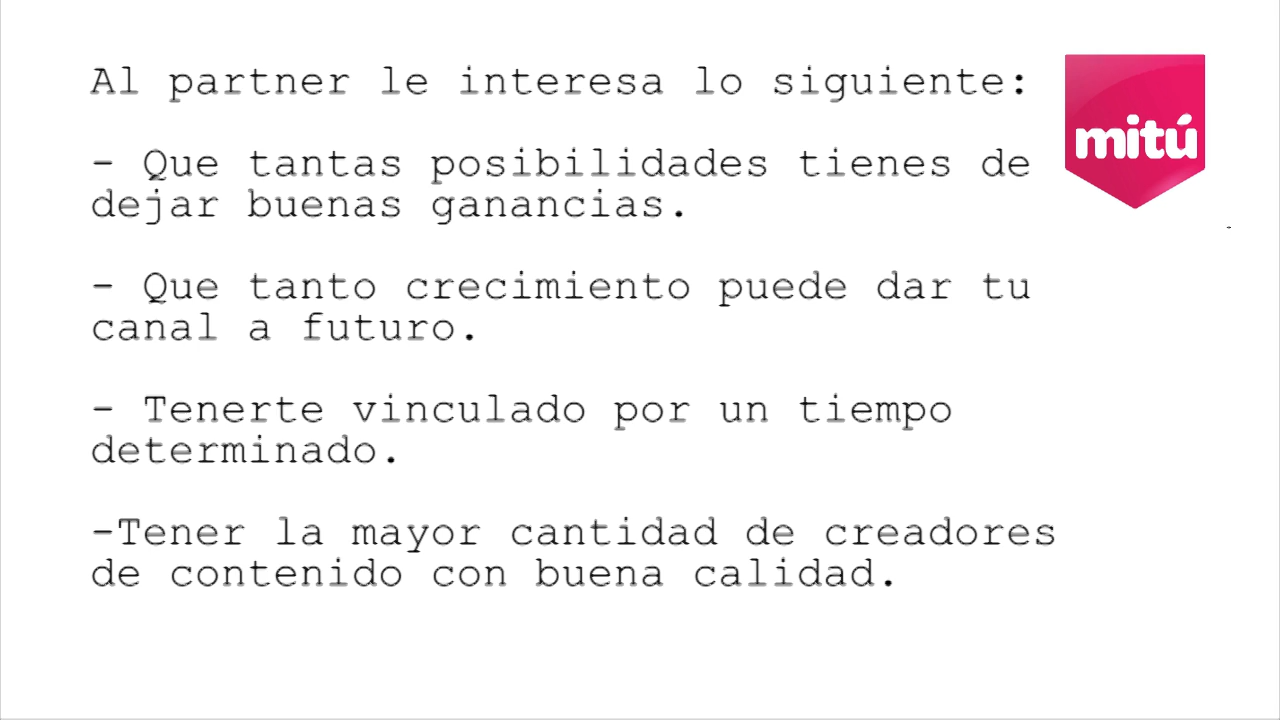 Al partner le interesa lo siguiente:
mitú
- Que tantas posibilidades tienes de
dejar buenas ganancias.
- Que tanto crecimiento puede dar tu
canal a futuro.
- Tenerte vinculado por un tiempo
determinado.
-Tener la mayor cantidad de creadores
de contenido con buena calidad.